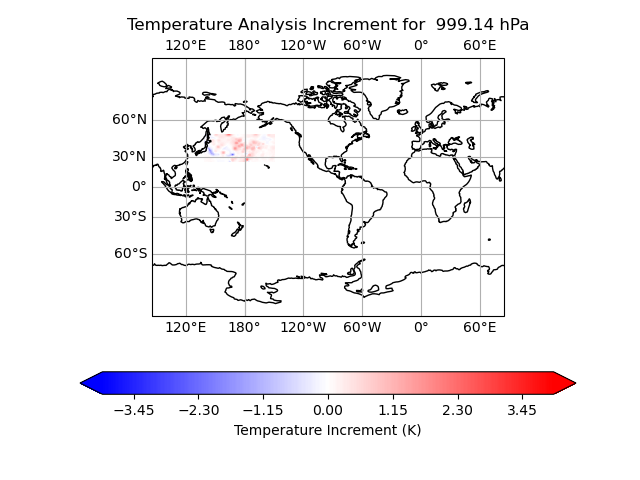 Temperature Analysis Increment for  999.14 hPa
120°E 180° 120°W 60°W 0° 60°E
60°N
30°N
0°
30°S
60°S
120°E 180° 120°W 60°W 0° 60°E
−3.45 −2.30 −1.15 0.00 1.15 2.30 3.45
Temperature Increment (K)